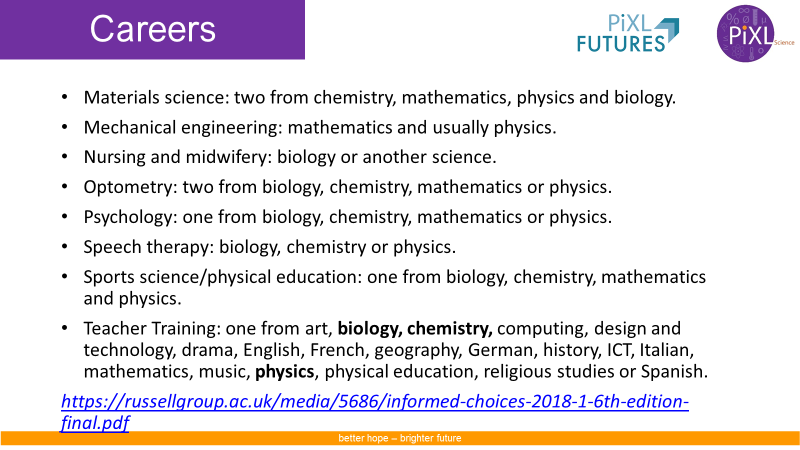 Careers
PiXL
FUTURES
PiXL
Science
• Materials science: two from chemistry, mathematics, physics and biology.
• Mechanical engineering: mathematics and usually physics.
• Nursing and midwifery: biology or another science.
• Optometry: two from biology, chemistry, mathematics or physics.
• Psychology: one from biology, chemistry, mathematics or physics.
• Speech therapy: biology, chemistry or physics.
• Sports science/physical education: one from biology, chemistry, mathematics
and physics.
• Teacher Training: one from art, biology, chemistry, computing, design and
technology, drama, English, French, geography, German, history, ICT, Italian,
mathematics, music, physics, physical education, religious studies or Spanish.
https://russellgroup.ac.uk/media/5686/informed-choices-2018-1-6th-edition-
final.pdf
better hope – brighter future